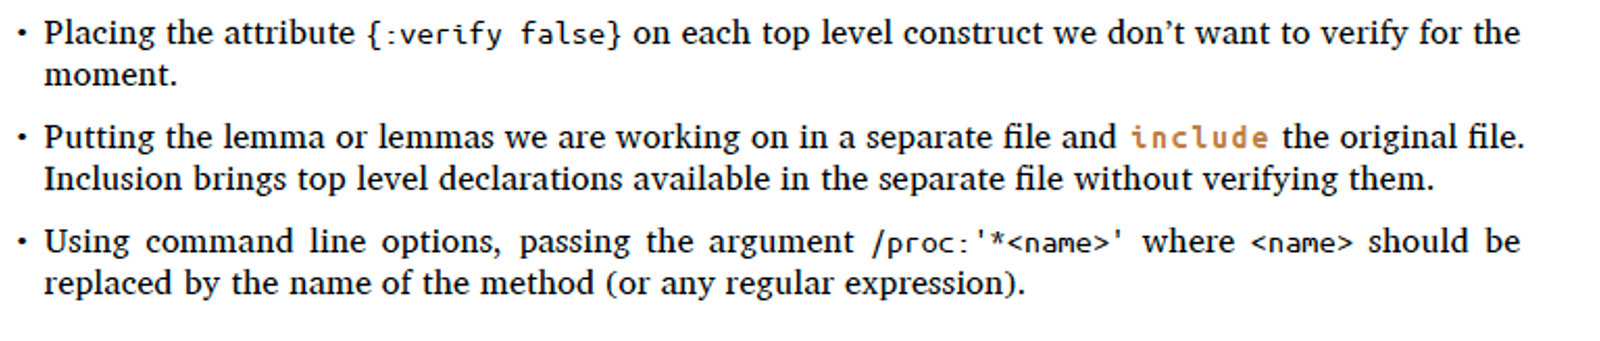 • Placing the attribute {:verify false} on each top level construct we don’t want to verify for the
moment.
• Putting the lemma or lemmas we are working on in a separate file and include the original file.
Inclusion brings top level declarations available in the separate file without verifying them.
• Using command line options, passing the argument /proc:'*<name>' where <name> should be
replaced by the name of the method (or any regular expression).